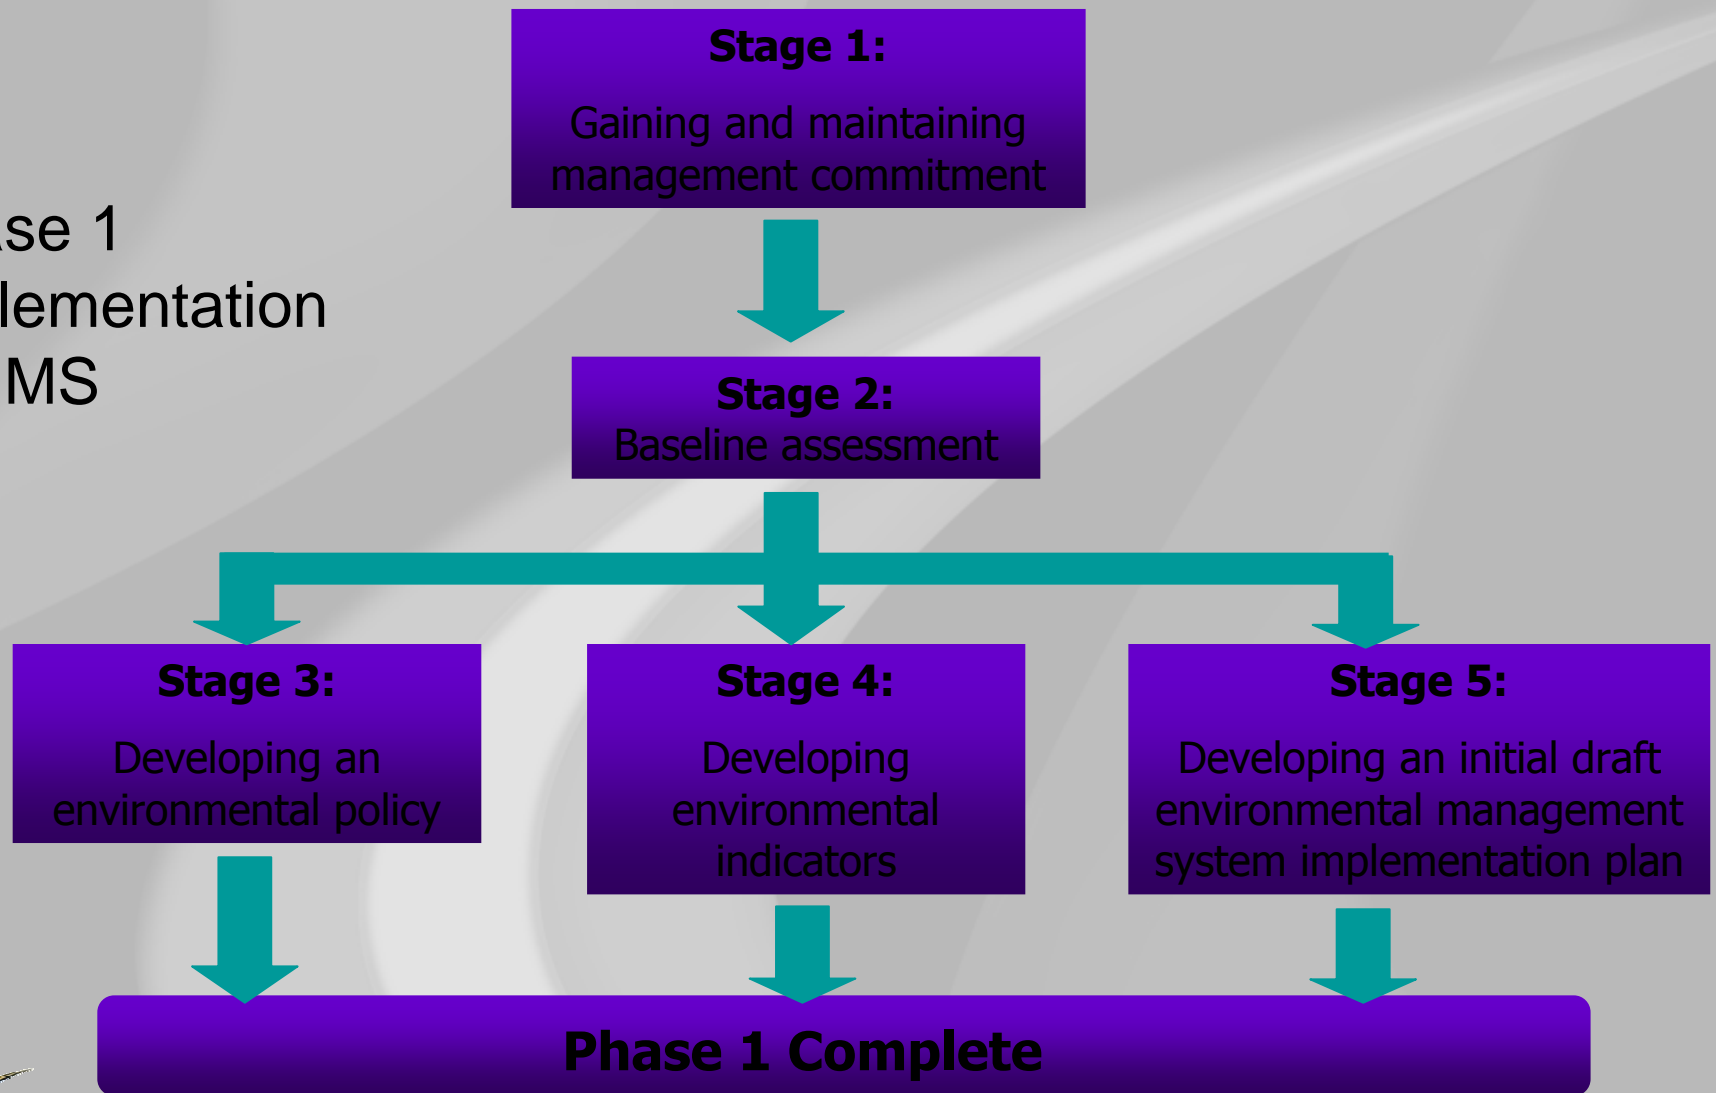 Stage 1:
Gaining and maintaining
management commitment
se 1
lementation
MS
Stage 2:
Baseline assessment
Stage 3:
Developing an
environmental policy
Stage 4:
Developing
environmental
indicators
Stage 5:
Developing an initial draft
environmental management
system implementation plan
Phase 1 Complete